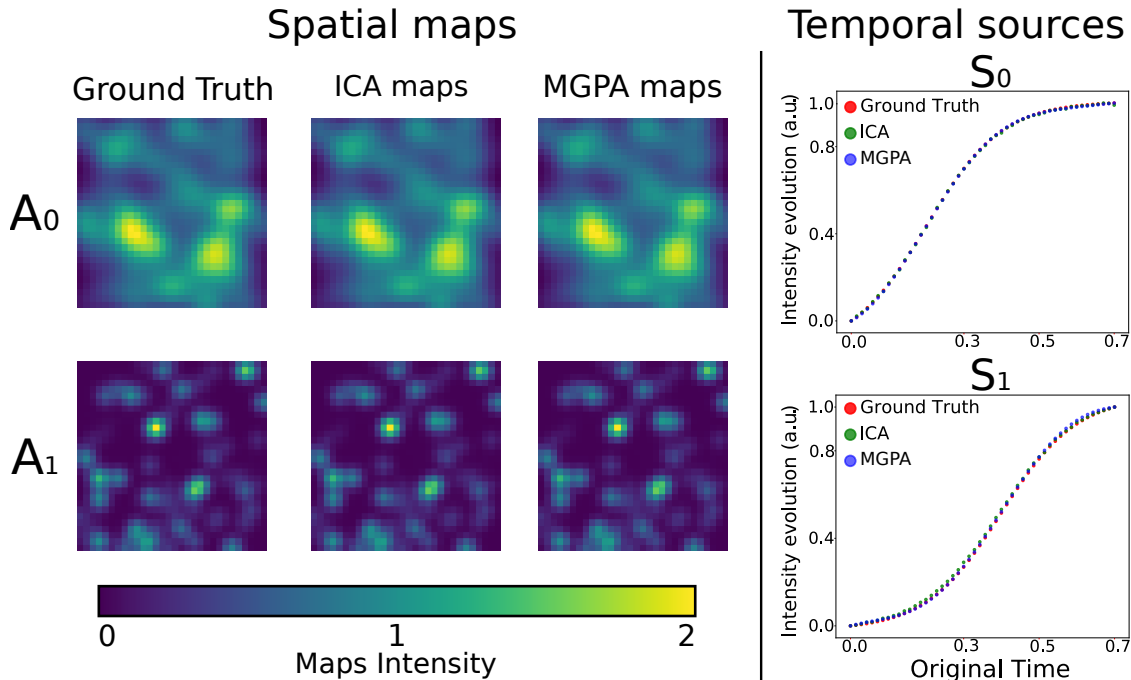 Spatial maps
Ground Truth
ICA maps
MGPA maps
A0
A1
0
1
2
Maps Intensity
Temporal sources
S0
Intensity evolution (a.u.)
1.0
0.8
0.4
0.0
Ground Truth
ICA
MGPA
0.0
0.3
0.5
0.7
S1
Intensity evolution (a.u.)
1.0
0.8
0.4
0.0
Ground Truth
ICA
MGPA
0.0
0.3
0.5
0.7
Original Time